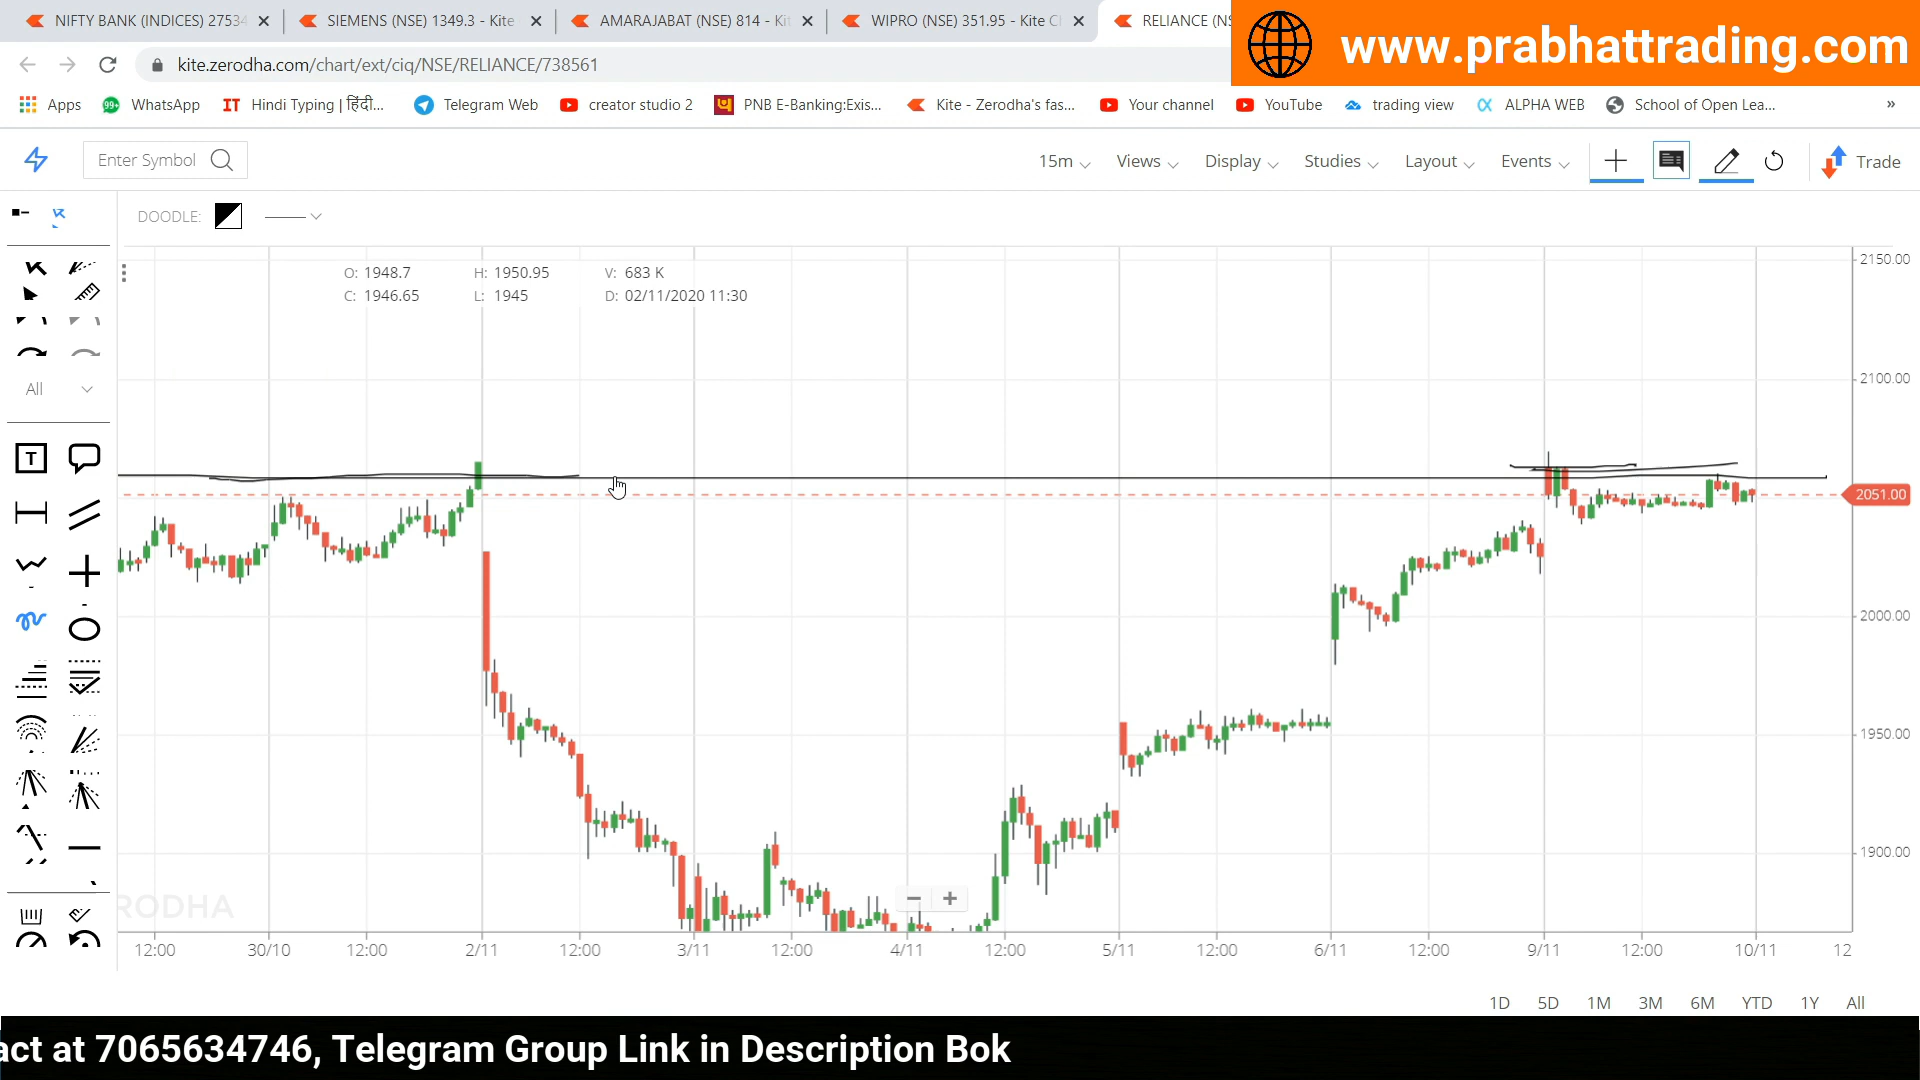 NIFTY BANK (INDICES) 27534
SIEMENS (NSE) 1349.3 - Kite
AMARAJABAT (NSE) 814 - Ki
WIPRO (NSE) 351.95 - Kite C
RELIANCE (NS
www.prabhattrading.com
kite.zerodha.com/chart/ext/ciq/NSE/RELIANCE/738561
Apps
99+ WhatsApp
IT Hindi Typing | हिंदी...
Telegram Web
creator studio 2
PNB E-Banking:Exis...
Kite - Zerodha's fas...
Your channel
YouTube
trading view
ALPHA WEB
School of Open Lea...
»
Enter Symbol
15m
Views
Display
Studies
Layout
Events
Trade
DOODLE:
O: 1948.7 H: 1950.95 V: 683 K
C: 1946.65 L: 1945 D: 02/11/2020 11:30
All
T
2150.00
2100.00
2051.00
2000.00
1950.00
1900.00
RODHA
12:00 30/10 12:00 2/11 12:00 3/11 12:00 4/11 12:00 5/11 12:00 6/11 12:00 9/11 12:00 10/11 12
1D 5D 1M 3M 6M YTD 1Y All
act at 7065634746, Telegram Group Link in Description Bok